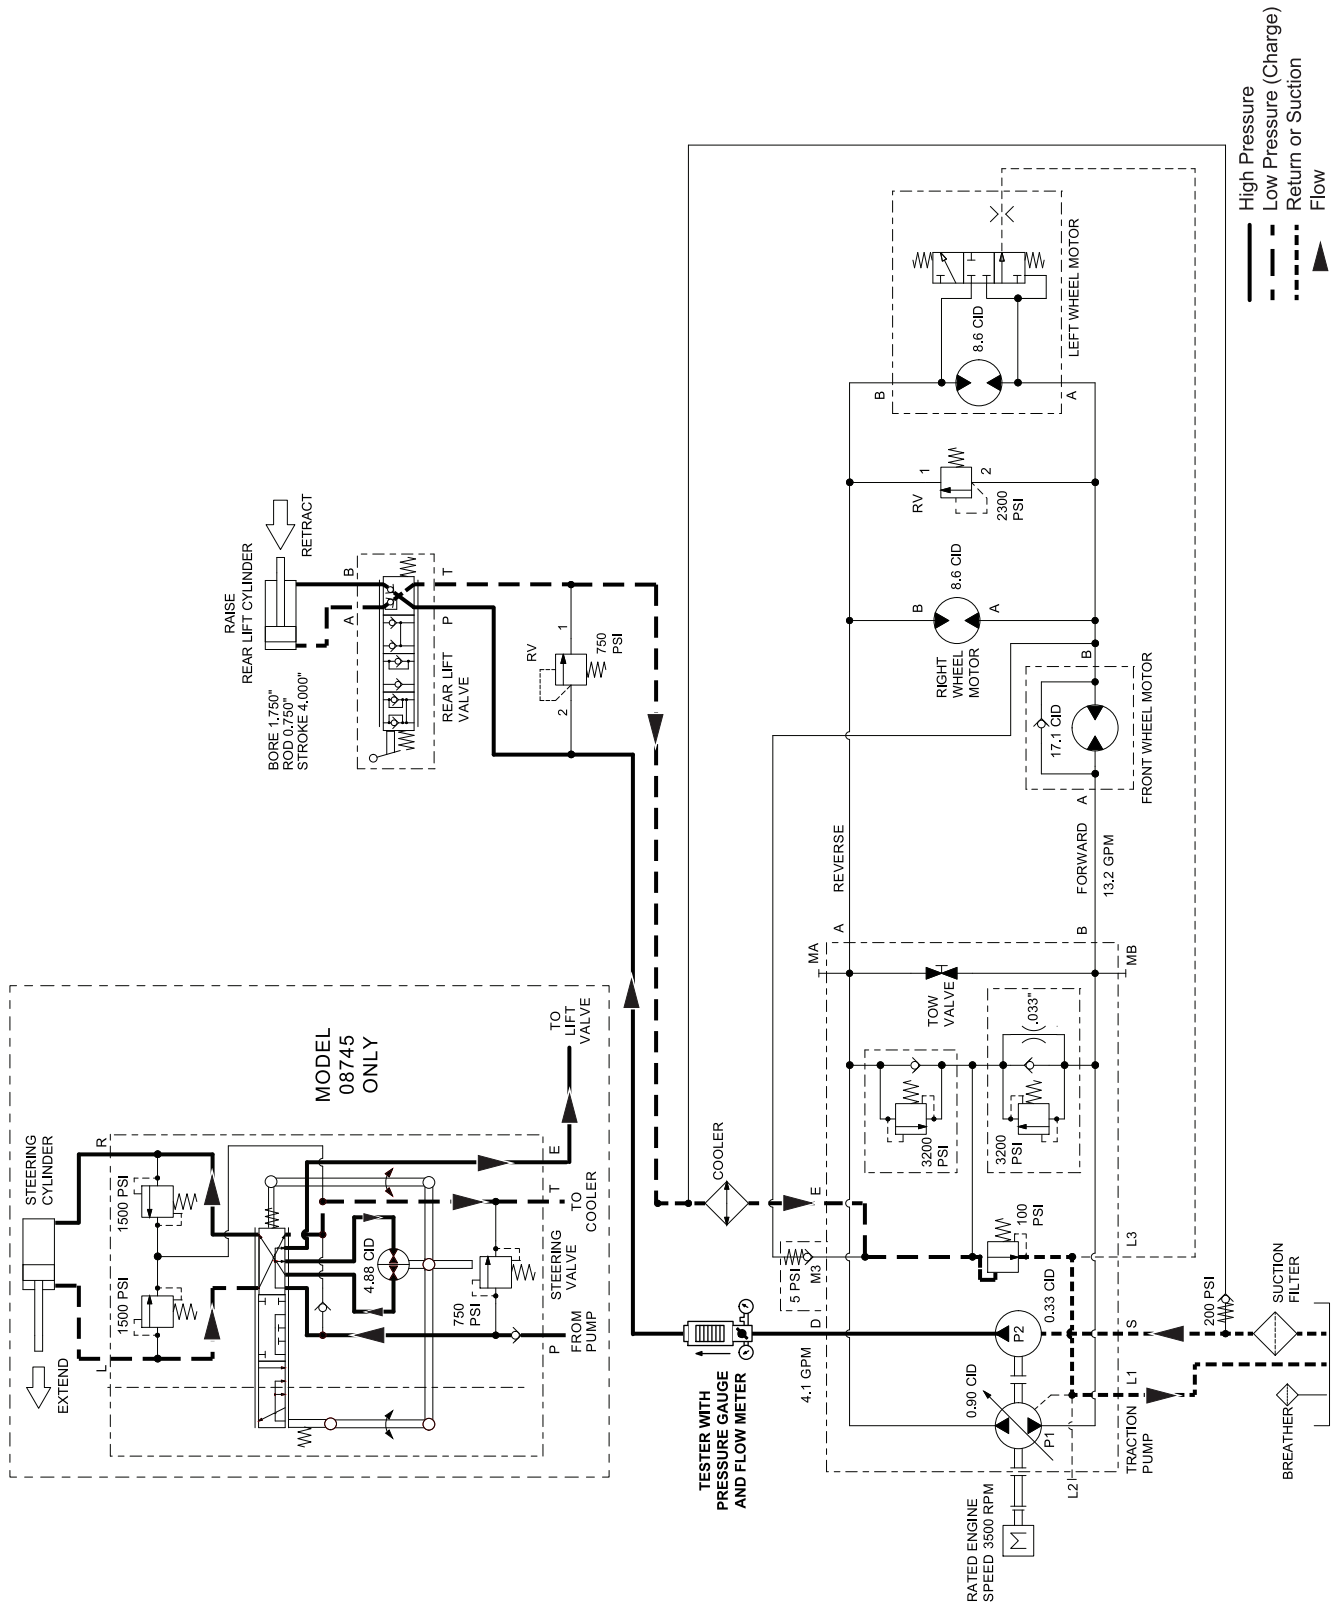 STEERING
CYLINDER
EXTEND
R
L
1500 PSI
1500 PSI
MODEL
08745
ONLY
4.88 CID
750
PSI
E
T
P
TO
LIFT
VALVE
TO
COOLER
STEERING
VALVE
FROM
PUMP
RAISE
REAR LIFT CYLINDER
RETRACT
BORE 1.750"
ROD 0.750"
STROKE 4.000"
A
B
P
T
REAR LIFT
VALVE
RV
1
2
750
PSI
TESTER WITH
PRESSURE GAUGE
AND FLOW METER
COOLER
E
D
4.1 GPM
5 PSI
M3
100
PSI
L3
0.33 CID
P2
0.90 CID
P1
S
L1
L2
TRACTION
PUMP
RATED ENGINE
SPEED 3500 RPM
M
BREATHER
SUCTION
FILTER
200 PSI
3200
PSI
3200
PSI
.033"
TOW
VALVE
MA
MB
A
B
REVERSE
FORWARD
13.2 GPM
A
B
17.1 CID
FRONT WHEEL MOTOR
RIGHT
WHEEL
MOTOR
B
A
8.6 CID
RV
1
2
2300
PSI
B
A
8.6 CID
LEFT WHEEL MOTOR
High Pressure
Low Pressure (Charge)
Return or Suction
Flow